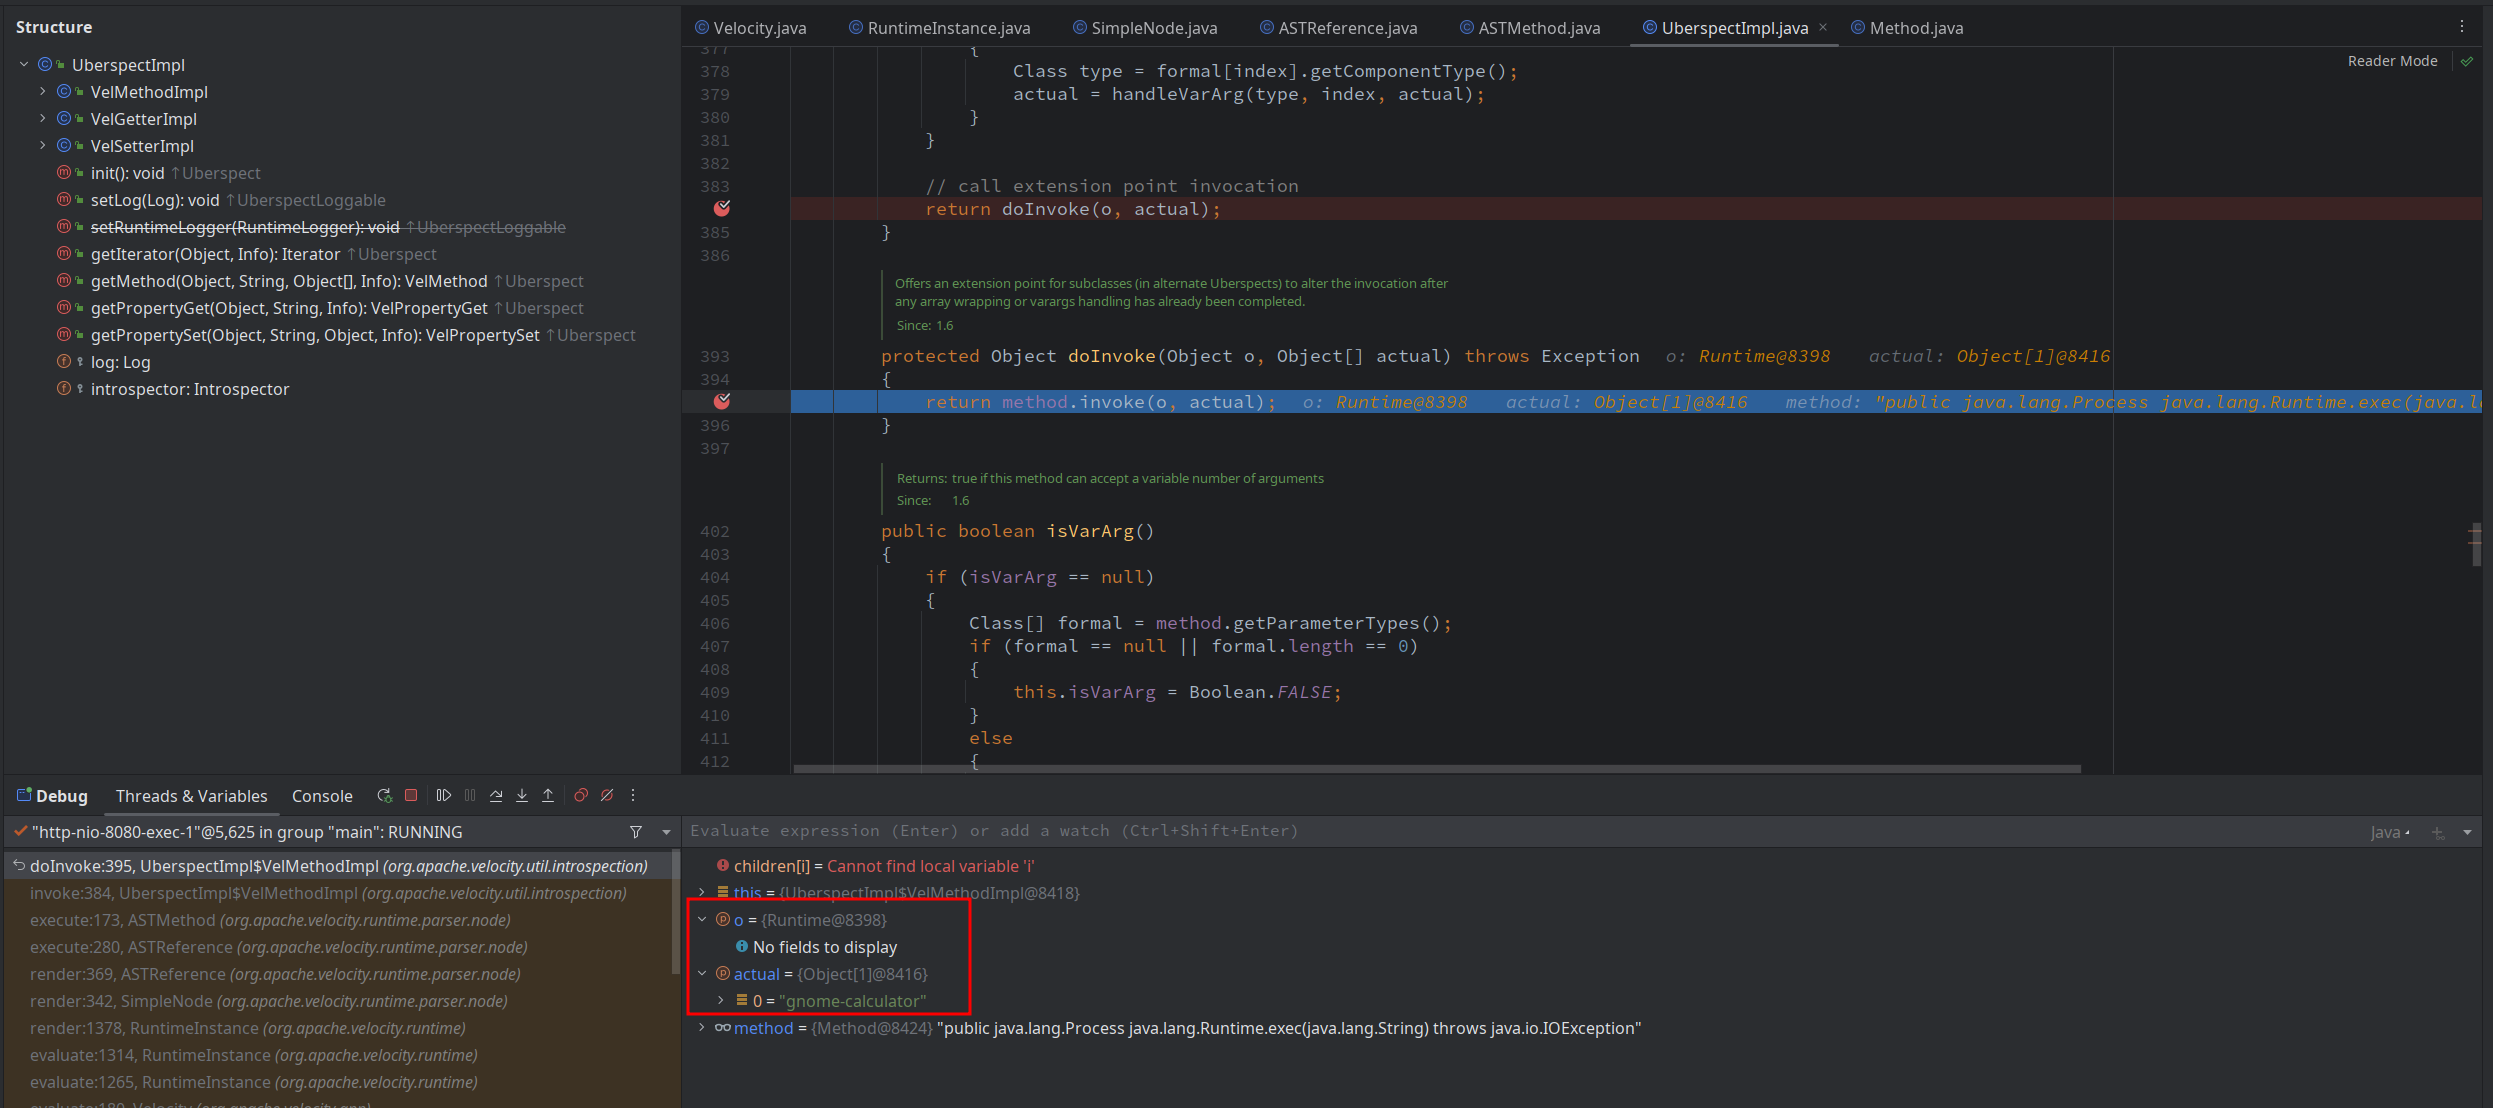 Structure
UberspectImpl
VelMethodImpl
VelGetterImpl
VelSetterImpl
init(): void ↑Uberspect
setLog(Log): void ↑UberspectLoggable
setRuntimeLogger(RuntimeLogger): void ↑UberspectLoggable
getIterator(Object, Info): Iterator ↑Uberspect
getMethod(Object, String, Object[], Info): VelMethod ↑Uberspect
getPropertyGet(Object, String, Info): VelPropertyGet ↑Uberspect
getPropertySet(Object, String, Object, Info): VelPropertySet ↑Uberspect
log: Log
introspector: Introspector
Velocity.java RuntimeInstance.java SimpleNode.java ASTReference.java ASTMethod.java UberspectImpl.java × Method.java
Reader Mode
377 {
378 Class type = formal[index].getComponentType();
379 actual = handleVarArg(type, index, actual);
380 }
381 }
382
383 // call extension point invocation
return doInvoke(o, actual);
385 }
386
Offers an extension point for subclasses (in alternate Uberspects) to alter the invocation after
any array wrapping or varargs handling has already been completed.
Since: 1.6
393 protected Object doInvoke(Object o, Object[] actual) throws Exception o: Runtime@8398 actual: Object[1]@8416
394 {
return method.invoke(o, actual); o: Runtime@8398 actual: Object[1]@8416 method: "public java.lang.Process java.lang.Runtime.exec(java.l
396 }
397
Returns: true if this method can accept a variable number of arguments
Since: 1.6
402 public boolean isVarArg()
403 {
404 if (isVarArg == null)
405 {
406 Class[] formal = method.getParameterTypes();
407 if (formal == null || formal.length == 0)
408 {
409 this.isVarArg = Boolean.FALSE;
410 }
411 else
412 {
Debug Threads & Variables Console
"http-nio-8080-exec-1"@5,625 in group "main": RUNNING
doInvoke:395, UberspectImpl$VelMethodImpl (org.apache.velocity.util.introspection)
invoke:384, UberspectImpl$VelMethodImpl (org.apache.velocity.util.introspection)
execute:173, ASTMethod (org.apache.velocity.runtime.parser.node)
execute:280, ASTReference (org.apache.velocity.runtime.parser.node)
render:369, ASTReference (org.apache.velocity.runtime.parser.node)
render:342, SimpleNode (org.apache.velocity.runtime.parser.node)
render:1378, RuntimeInstance (org.apache.velocity.runtime)
evaluate:1314, RuntimeInstance (org.apache.velocity.runtime)
evaluate:1265, RuntimeInstance (org.apache.velocity.runtime)
evaluate:180, Velocity (org.apache.velocity.app)
Evaluate expression (Enter) or add a watch (Ctrl+Shift+Enter)
Java
children[i] = Cannot find local variable 'i'
this = {UberspectImpl$VelMethodImpl@8418}
o = {Runtime@8398}
No fields to display
actual = {Object[1]@8416}
0 = "gnome-calculator"
method = {Method@8424} "public java.lang.Process java.lang.Runtime.exec(java.lang.String) throws java.io.IOException"